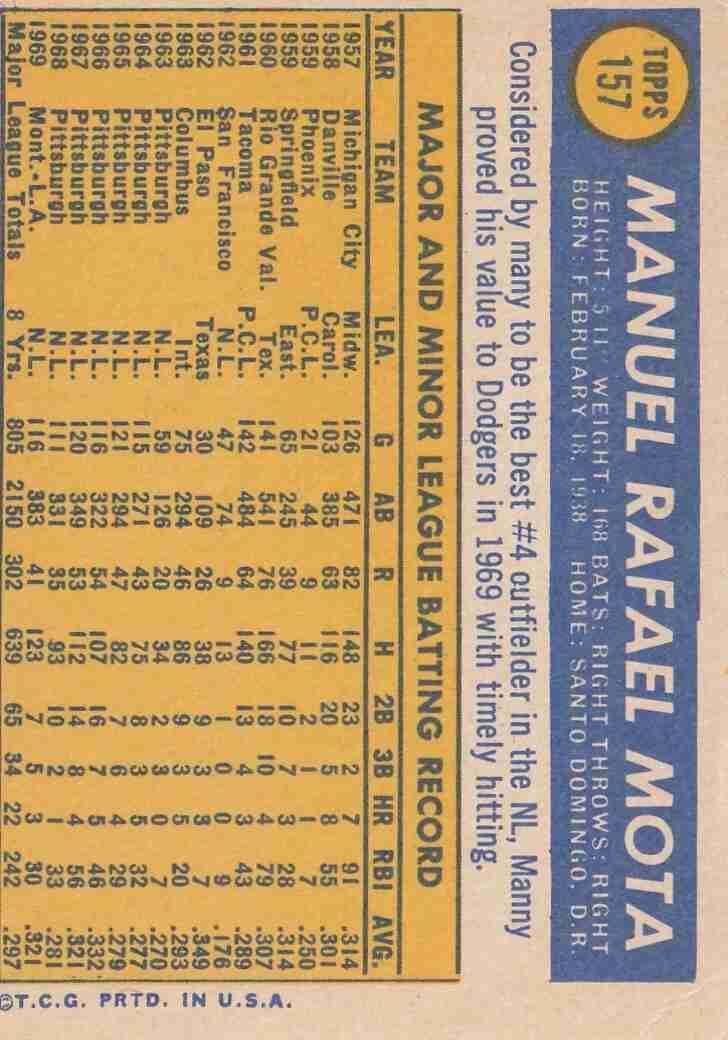 TOPPS
157
MANUEL RAFAEL MOTA
HEIGHT: 5'11" WEIGHT: 168 BATS: RIGHT THROWS: RIGHT
BORN: FEBRUARY 18, 1938 HOME: SANTO DOMINGO, D.R.
Considered by many to be the best #4 outfielder in the NL, Manny
proved his value to Dodgers in 1969 with timely hitting.
MAJOR AND MINOR LEAGUE BATTING RECORD
YEAR TEAM LEA. G AB R H 2B 3B HR RBI AVG.
1957 Michigan City Midw. 126 471 82 148 23 2 7 91 .314
1958 Danville Carol. 103 385 63 116 20 5 8 55 .301
1959 Phoenix P.C.L. 21 44 9 11 2 .250
1959 Springfield East. 65 245 39 77 10 7 3 28 .314
1960 Rio Grande Val. Tex. 141 541 76 166 18 10 4 79 .307
1961 Tacoma P.C.L. 142 484 64 140 13 4 3 43 .289
1962 San Francisco N.L. 47 74 9 13 1 0 0 9 .176
1962 El Paso Texas 30 109 26 38 9 3 3 7 .349
1963 Columbus Int. 75 294 46 86 9 3 5 20 .293
1963 Pittsburgh N.L. 59 126 20 34 2 3 0 7 .270
1964 Pittsburgh N.L. 115 271 43 75 8 3 5 32 .277
1965 Pittsburgh N.L. 121 294 47 82 7 6 4 29 .279
1966 Pittsburgh N.L. 116 322 54 107 16 7 5 46 .332
1967 Pittsburgh N.L. 120 349 53 112 14 8 4 56 .321
1968 Pittsburgh N.L. 111 331 35 93 10 2 1 33 .281
1969 Mont.-L.A. N.L. 116 383 41 123 7 5 3 30 .321
Major League Totals 8 Yrs. 805 2150 302 639 65 34 22 242 .297
©T.C.G. PRTD. IN U.S.A.